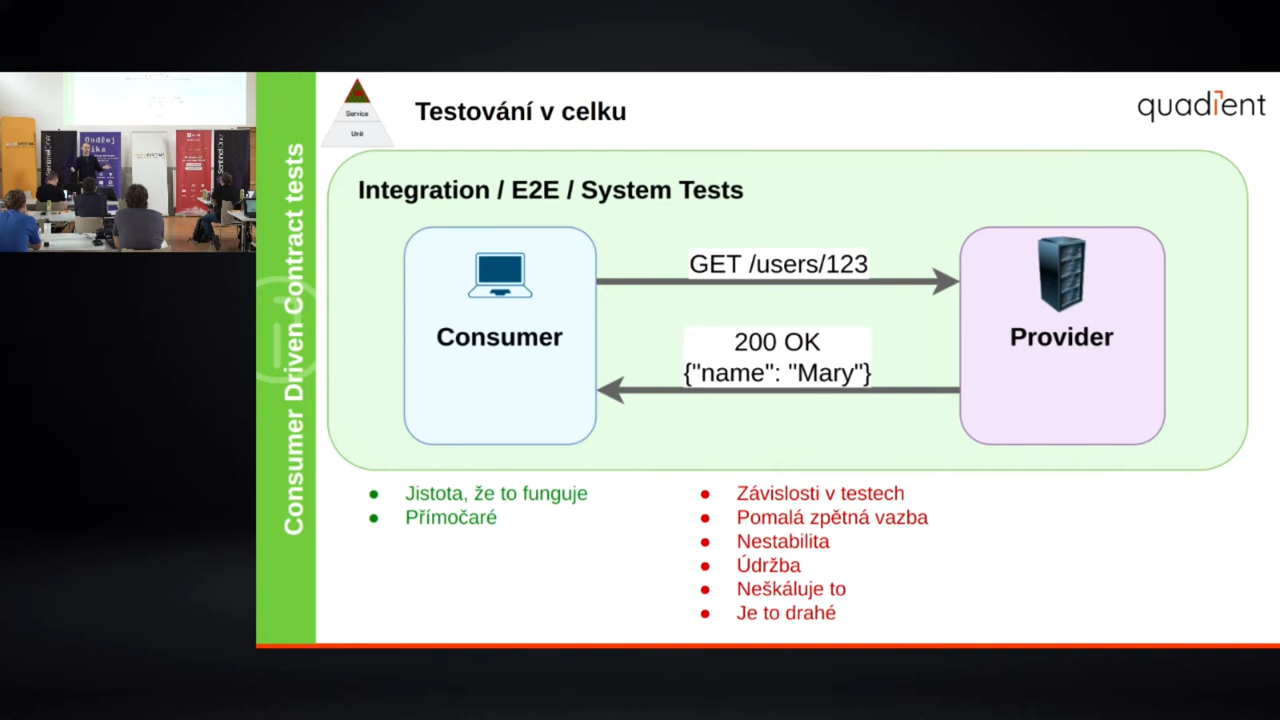 Consumer Driven Contract tests
Service
Unit
Testování v celku
quadient
Integration / E2E / System Tests
Consumer
GET /users/123
200 OK
{"name": "Mary"}
Provider
● Jistota, že to funguje
● Přímočaré
● Závislosti v testech
● Pomalá zpětná vazba
● Nestabilita
● Údržba
● Neškáluje to
● Je to drahé
Ondřej